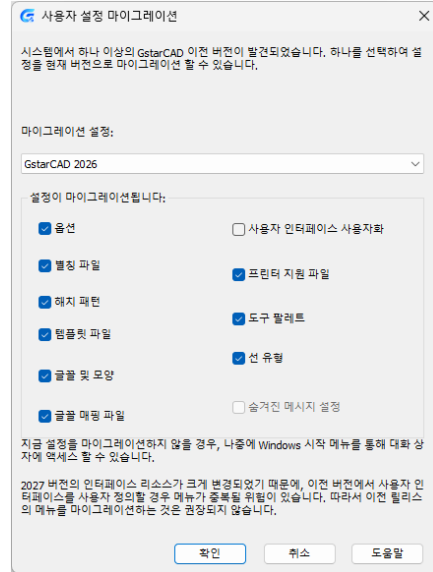 사용자 설정 마이그레이션
시스템에서 하나 이상의 GstarCAD 이전 버전이 발견되었습니다. 하나를 선택하여 설
정을 현재 버전으로 마이그레이션 할 수 있습니다.
마이그레이션 설정:
GstarCAD 2026
설정이 마이그레이션됩니다:
옵션
사용자 인터페이스 사용자화
별칭 파일
프린터 지원 파일
해치 패턴
도구 팔레트
템플릿 파일
선 유형
글꼴 및 모양
숨겨진 메시지 설정
글꼴 매핑 파일
지금 설정을 마이그레이션하지 않을 경우, 나중에 Windows 시작 메뉴를 통해 대화 상
자에 액세스 할 수 있습니다.
2027 버전의 인터페이스 리소스가 크게 변경되었기 때문에, 이전 버전에서 사용자 인
터페이스를 사용자 정의할 경우 메뉴가 중복될 위험이 있습니다. 따라서 이전 릴리스
의 메뉴를 마이그레이션하는 것은 권장되지 않습니다.
확인 취소 도움말